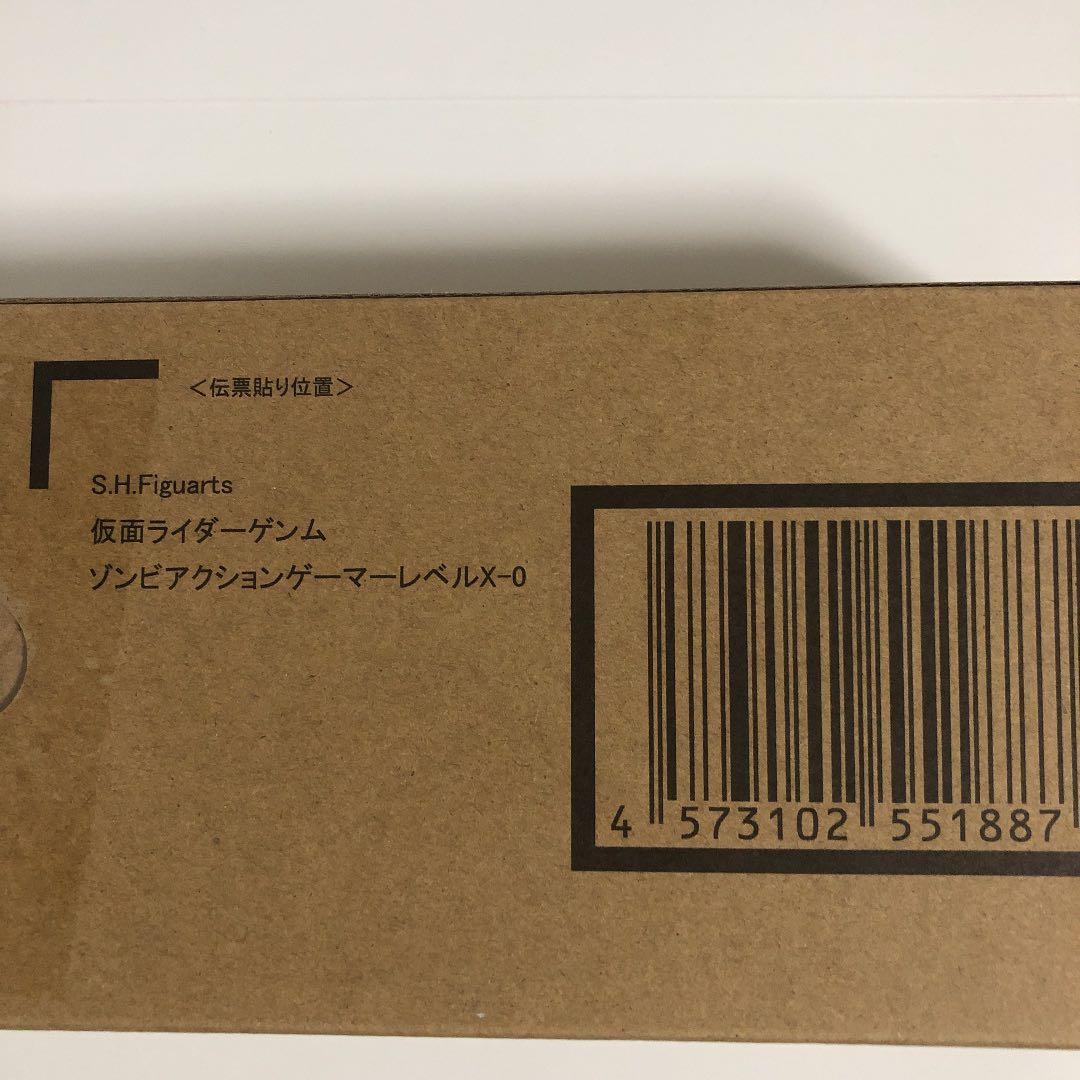 ＜伝票貼り位置＞
S.H.Figuarts
仮面ライダーゲンム
ゾンビアクションゲーマーレベルX-0
4 573102 551887